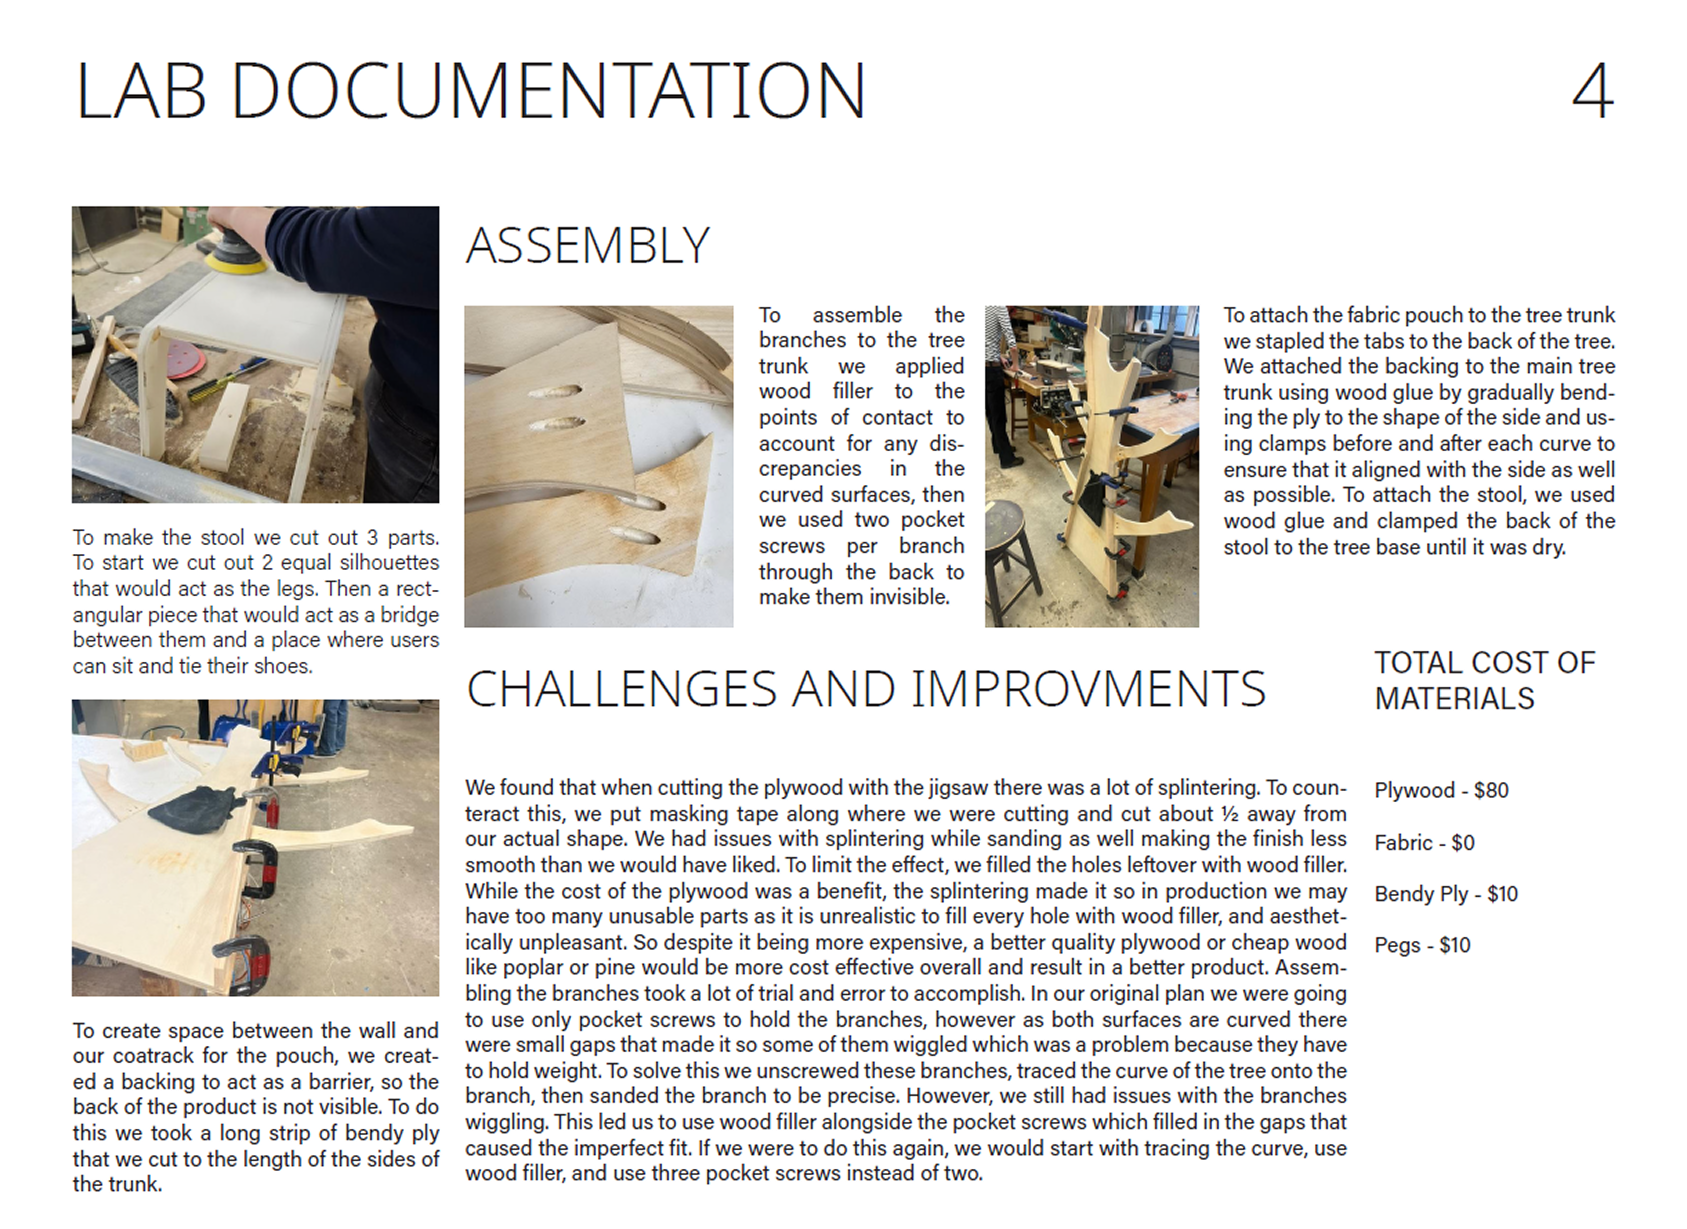 LAB DOCUMENTATION
4
To make the stool we cut out 3 parts.
To start we cut out 2 equal silhouettes
that would act as the legs. Then a rect-
angular piece that would act as a bridge
between them and a place where users
can sit and tie their shoes.
To create space between the wall and
our coatrack for the pouch, we creat-
ed a backing to act as a barrier, so the
back of the product is not visible. To do
this we took a long strip of bendy ply
that we cut to the length of the sides of
the trunk.
ASSEMBLY
To assemble the
branches to the tree
trunk we applied
wood filler to the
points of contact to
account for any dis-
crepancies in the
curved surfaces, then
we used two pocket
screws per branch
through the back to
make them invisible.
To attach the fabric pouch to the tree trunk
we stapled the tabs to the back of the tree.
We attached the backing to the main tree
trunk using wood glue by gradually bend-
ing the ply to the shape of the side and us-
ing clamps before and after each curve to
ensure that it aligned with the side as well
as possible. To attach the stool, we used
wood glue and clamped the back of the
stool to the tree base until it was dry.
CHALLENGES AND IMPROVMENTS
We found that when cutting the plywood with the jigsaw there was a lot of splintering. To coun-
teract this, we put masking tape along where we were cutting and cut about ½ away from
our actual shape. We had issues with splintering while sanding as well making the finish less
smooth than we would have liked. To limit the effect, we filled the holes leftover with wood filler.
While the cost of the plywood was a benefit, the splintering made it so in production we may
have too many unusable parts as it is unrealistic to fill every hole with wood filler, and aesthet-
ically unpleasant. So despite it being more expensive, a better quality plywood or cheap wood
like poplar or pine would be more cost effective overall and result in a better product. Assem-
bling the branches took a lot of trial and error to accomplish. In our original plan we were going
to use only pocket screws to hold the branches, however as both surfaces are curved there
were small gaps that made it so some of them wiggled which was a problem because they have
to hold weight. To solve this we unscrewed these branches, traced the curve of the tree onto the
branch, then sanded the branch to be precise. However, we still had issues with the branches
wiggling. This led us to use wood filler alongside the pocket screws which filled in the gaps that
caused the imperfect fit. If we were to do this again, we would start with tracing the curve, use
wood filler, and use three pocket screws instead of two.
TOTAL COST OF
MATERIALS
Plywood - $80
Fabric - $0
Bendy Ply - $10
Pegs - $10